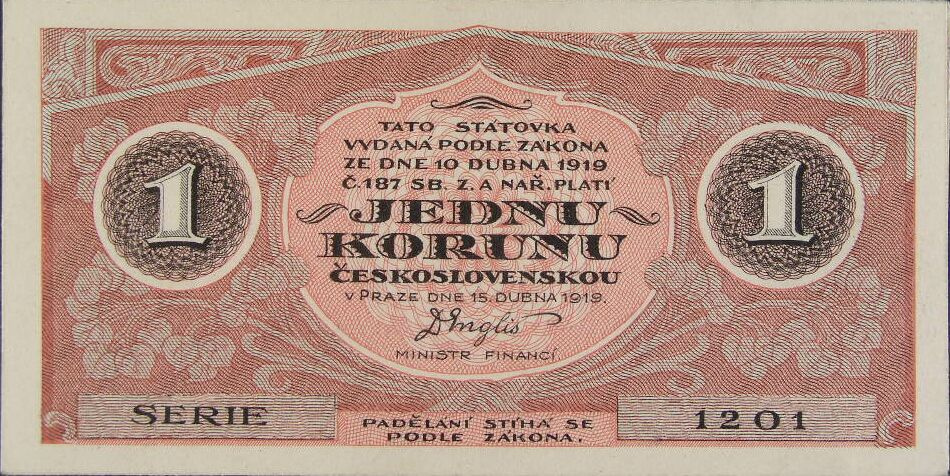 TATO STÁTOVKA
VYDANÁ PODLE ZÁKONA
ZE DNE 10 DUBNA 1919
Č.187 SB. Z. A NAŘ. PLATÍ
1 JEDNU 1
KORUNU
ČESKOSLOVENSKOU
V PRAZE DNE 15. DUBNA 1919.
DEnglis
MINISTR FINANCÍ
SERIE 1201
PADĚLÁNÍ STÍHÁ SE
PODLE ZÁKONA.